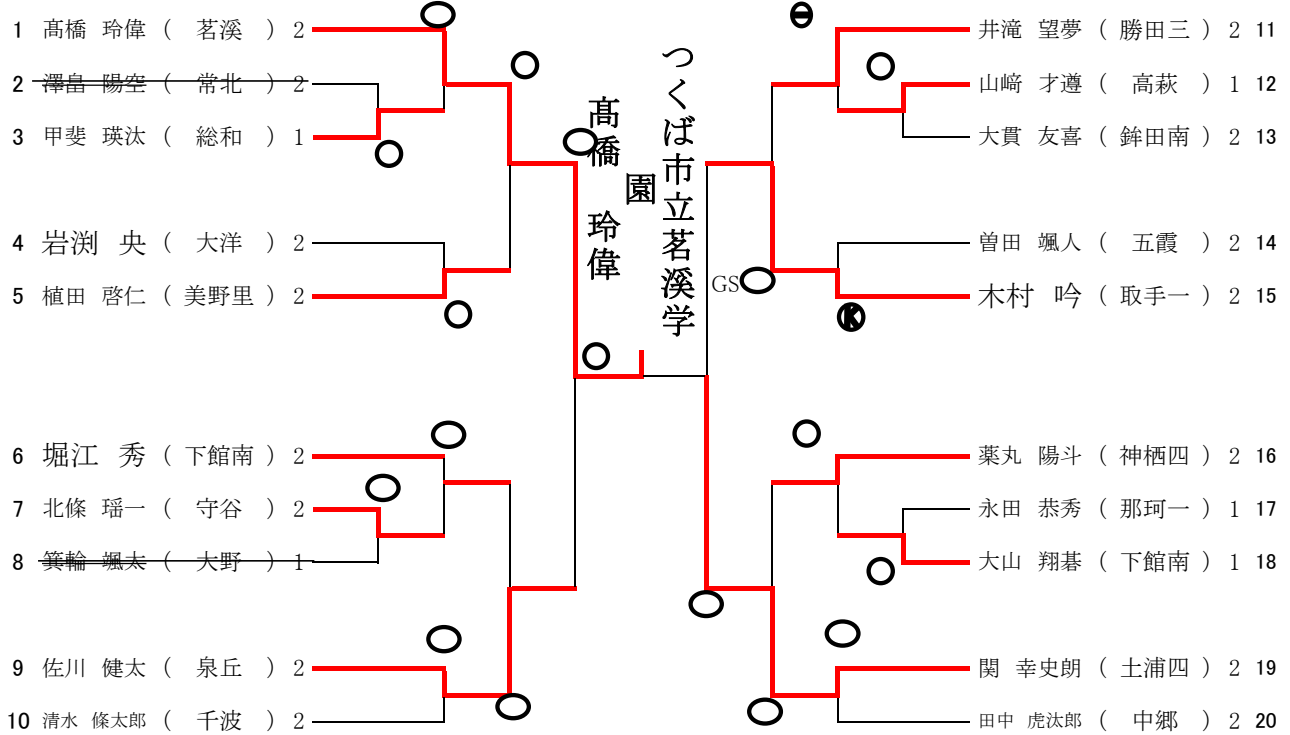 1 髙橋 玲偉 ( 茗溪 ) 2
2 澤畠 陽空 ( 常北 ) 2
3 甲斐 瑛汰 ( 総和 ) 1
4 岩渕 央 ( 大洋 ) 2
5 植田 啓仁 ( 美野里 ) 2
6 堀江 秀 ( 下館南 ) 2
7 北條 瑶一 ( 守谷 ) 2
8 箕輪 颯太 ( 大野 ) 1
9 佐川 健太 ( 泉丘 ) 2
10 清水 條太郎 ( 千波 ) 2
つくば市立茗溪学
園
髙橋 玲偉
GS
井滝 望夢 ( 勝田三 ) 2 11
山﨑 才遵 ( 高萩 ) 1 12
大貫 友喜 ( 鉾田南 ) 2 13
曽田 颯人 ( 五霞 ) 2 14
木村 吟 ( 取手一 ) 2 15
K
薬丸 陽斗 ( 神栖四 ) 2 16
永田 恭秀 ( 那珂一 ) 1 17
大山 翔碁 ( 下館南 ) 1 18
関 幸史朗 ( 土浦四 ) 2 19
田中 虎汰郎 ( 中郷 ) 2 20